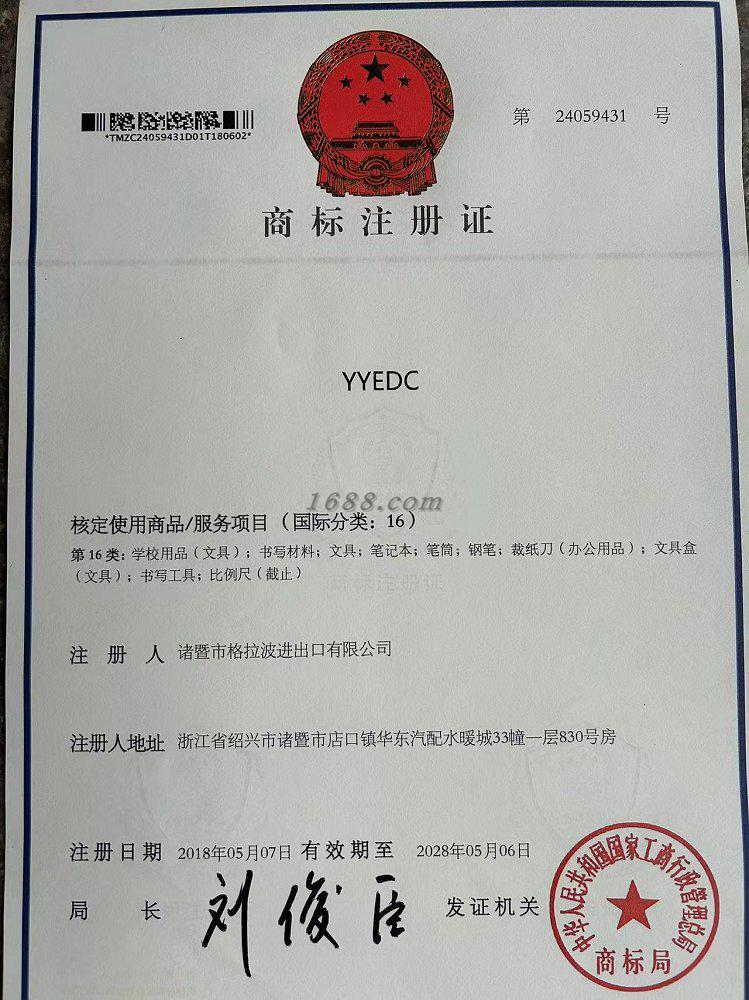 *TMZC24059431D01T180602*
第 24059431 号
商标注册证
YYEDC
1688.com
核定使用商品/服务项目（国际分类：16）
第 16 类：学校用品（文具）；书写材料；文具；笔记本；笔筒；钢笔；裁纸刀（办公用品）；文具盒
（文具）；书写工具；比例尺（截止）
商标注册证
注 册 人 诸暨市格拉波进出口有限公司
注册人地址 浙江省绍兴市诸暨市店口镇华东汽配水暖城33幢一层830号房
注册日期 2018年05月07日 有效期至 2028年05月06日
局 长 刘俊臣 发证机关
中华人民共和国国家工商行政管理总局
商标局